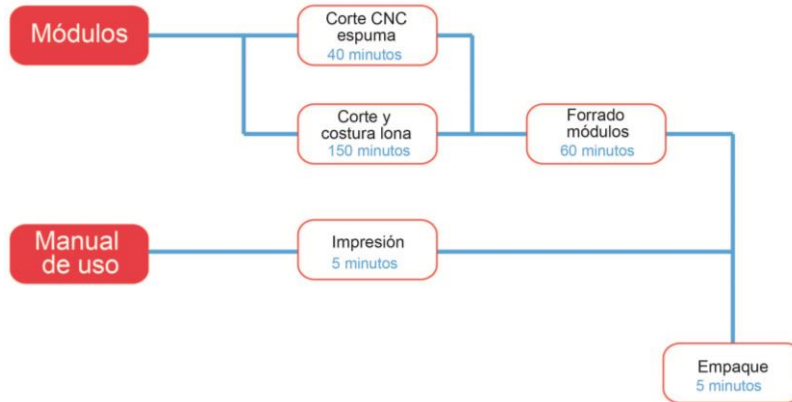 Módulos
Corte CNC
espuma
40 minutos
Corte y
costura lona
150 minutos
Forrado
módulos
60 minutos
Manual
de uso
Impresión
5 minutos
Empaque
5 minutos